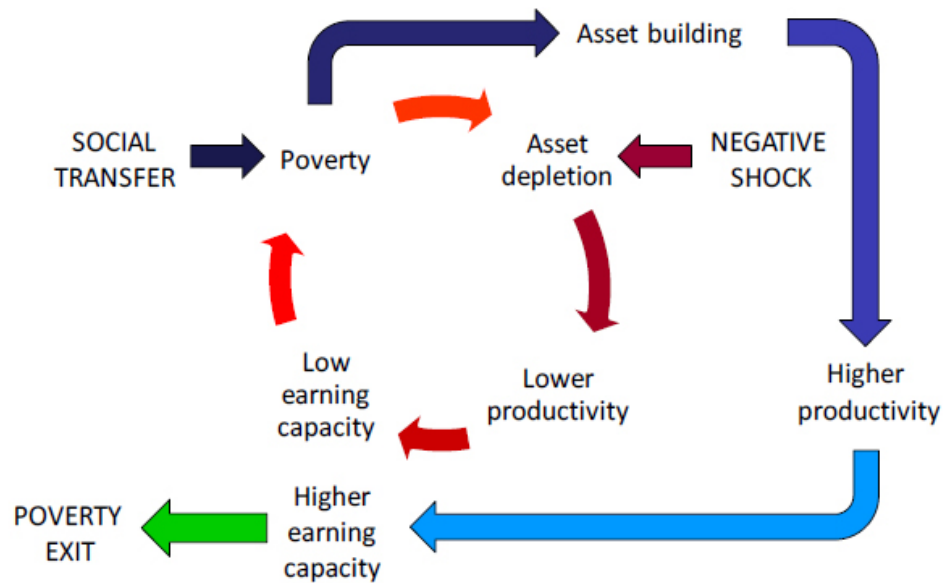 Asset building
SOCIAL
TRANSFER
Poverty
Asset
depletion
NEGATIVE
SHOCK
Low
earning
capacity
Lower
productivity
Higher
productivity
POVERTY
EXIT
Higher
earning
capacity